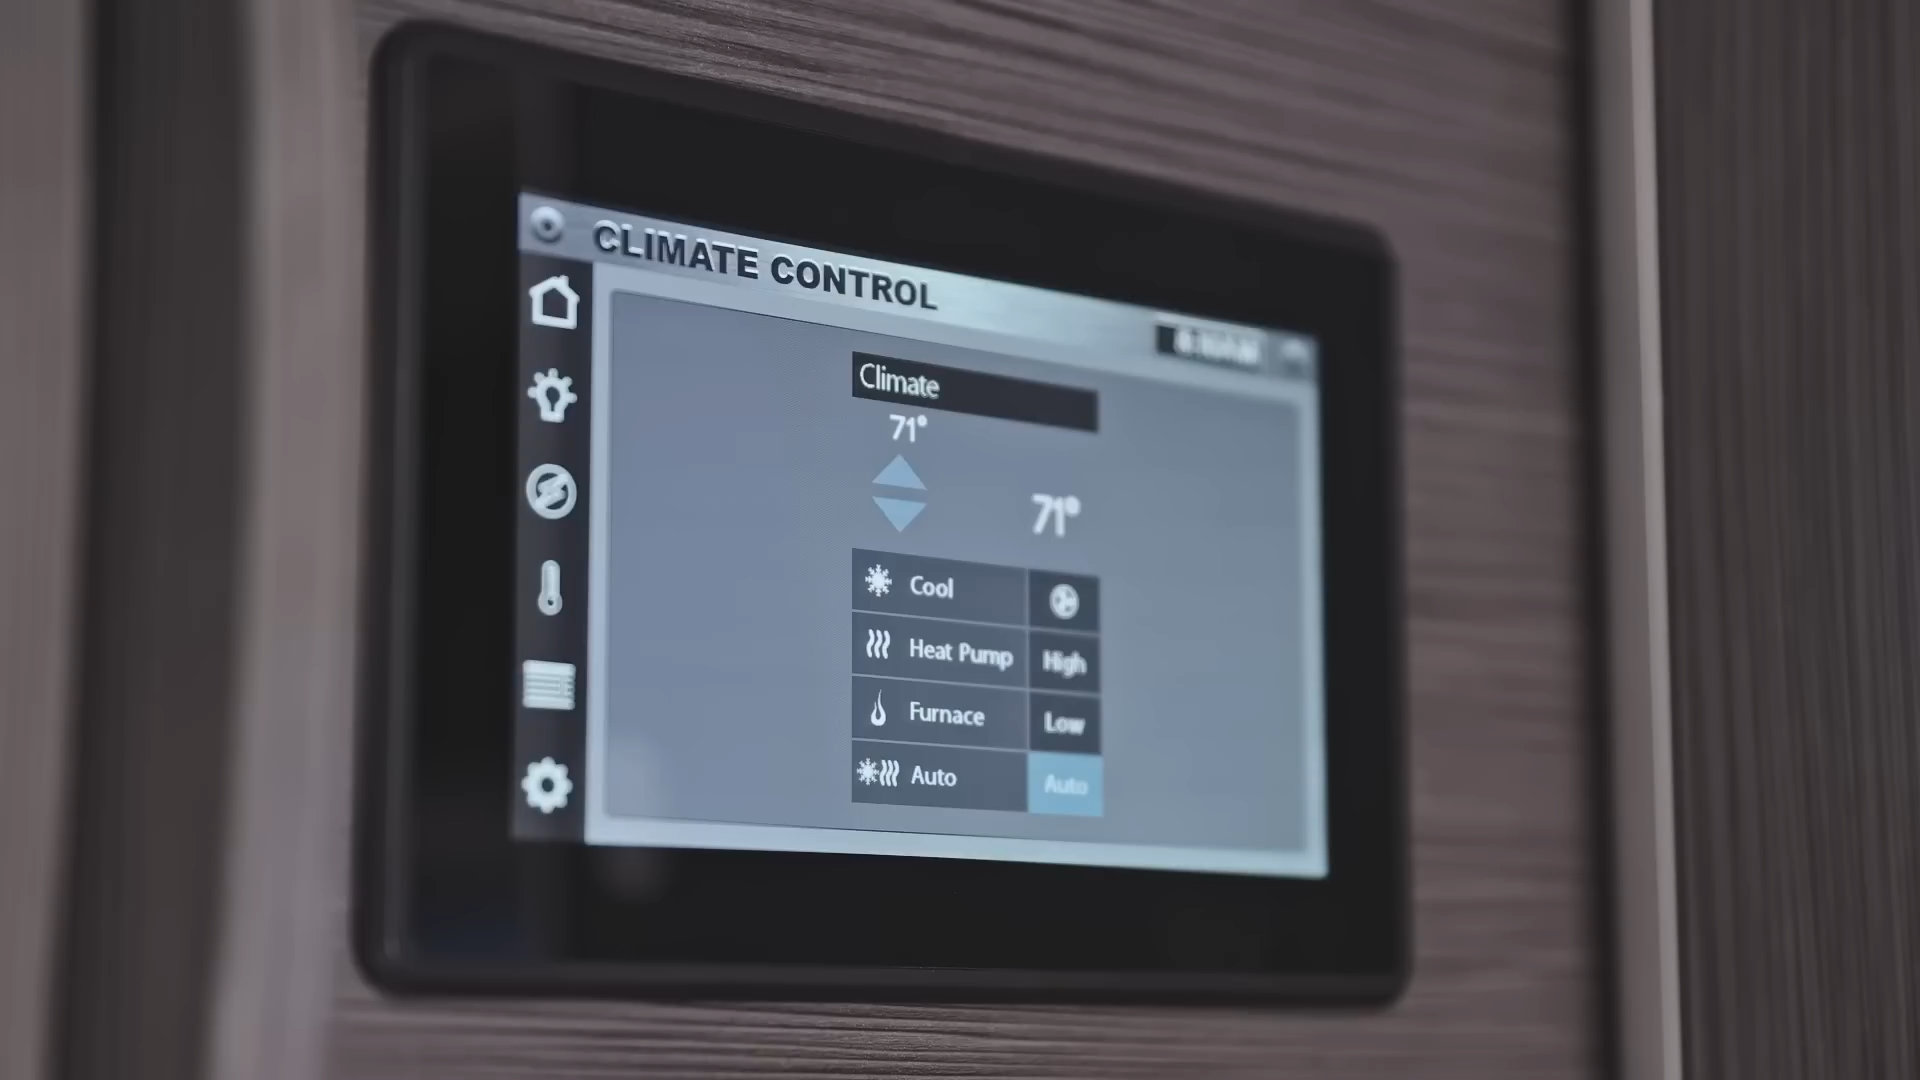 CLIMATE CONTROL
Climate
71°
71°
Cool
Heat Pump
High
Furnace
Low
Auto
Auto